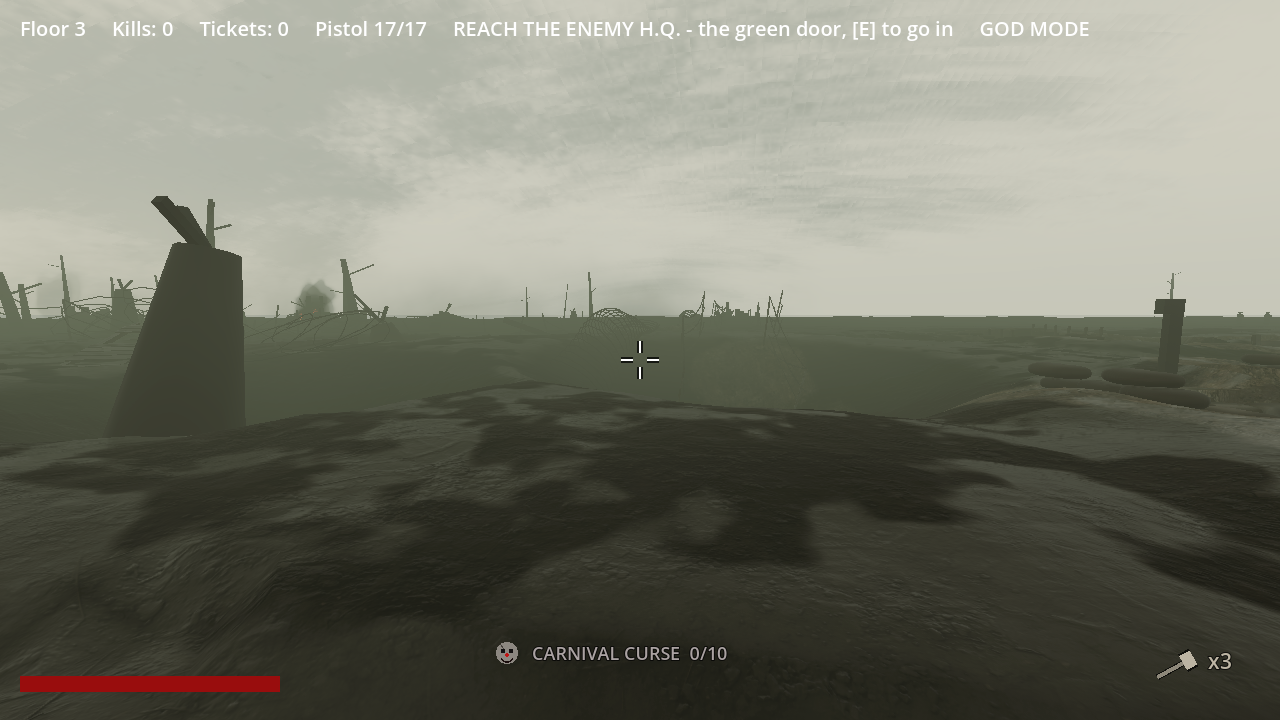 Floor 3 Kills: 0 Tickets: 0 Pistol 17/17 REACH THE ENEMY H.Q. - the green door, [E] to go in GOD MODE
CARNIVAL CURSE 0/10
x3